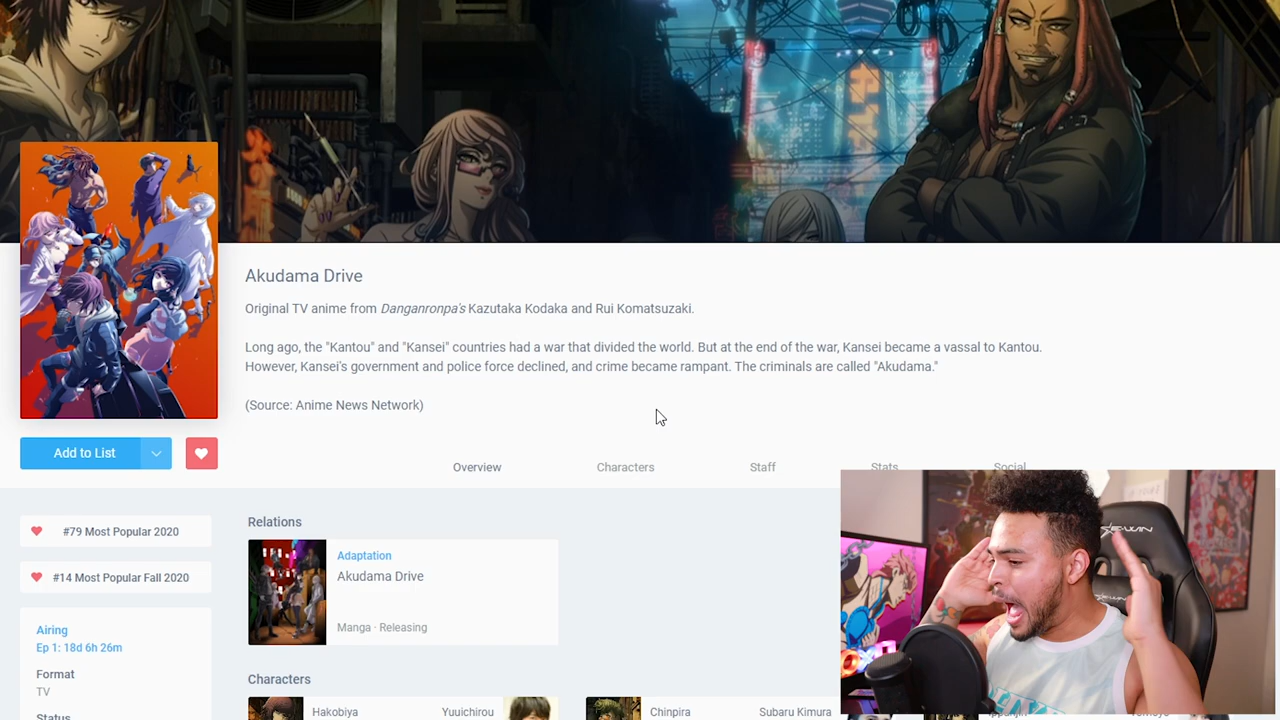 Akudama Drive
Original TV anime from Danganronpa's Kazutaka Kodaka and Rui Komatsuzaki.
Long ago, the "Kantou" and "Kansei" countries had a war that divided the world. But at the end of the war, Kansei became a vassal to Kantou.
However, Kansei's government and police force declined, and crime became rampant. The criminals are called "Akudama."
(Source: Anime News Network)
Add to List
Overview
Characters
Staff
Stats
Social
#79 Most Popular 2020
#14 Most Popular Fall 2020
Airing
Ep 1: 18d 6h 26m
Format
TV
Status
Relations
Adaptation
Akudama Drive
Manga · Releasing
Characters
Hakobiya
Yuuichirou
Chinpira
Subaru Kimura